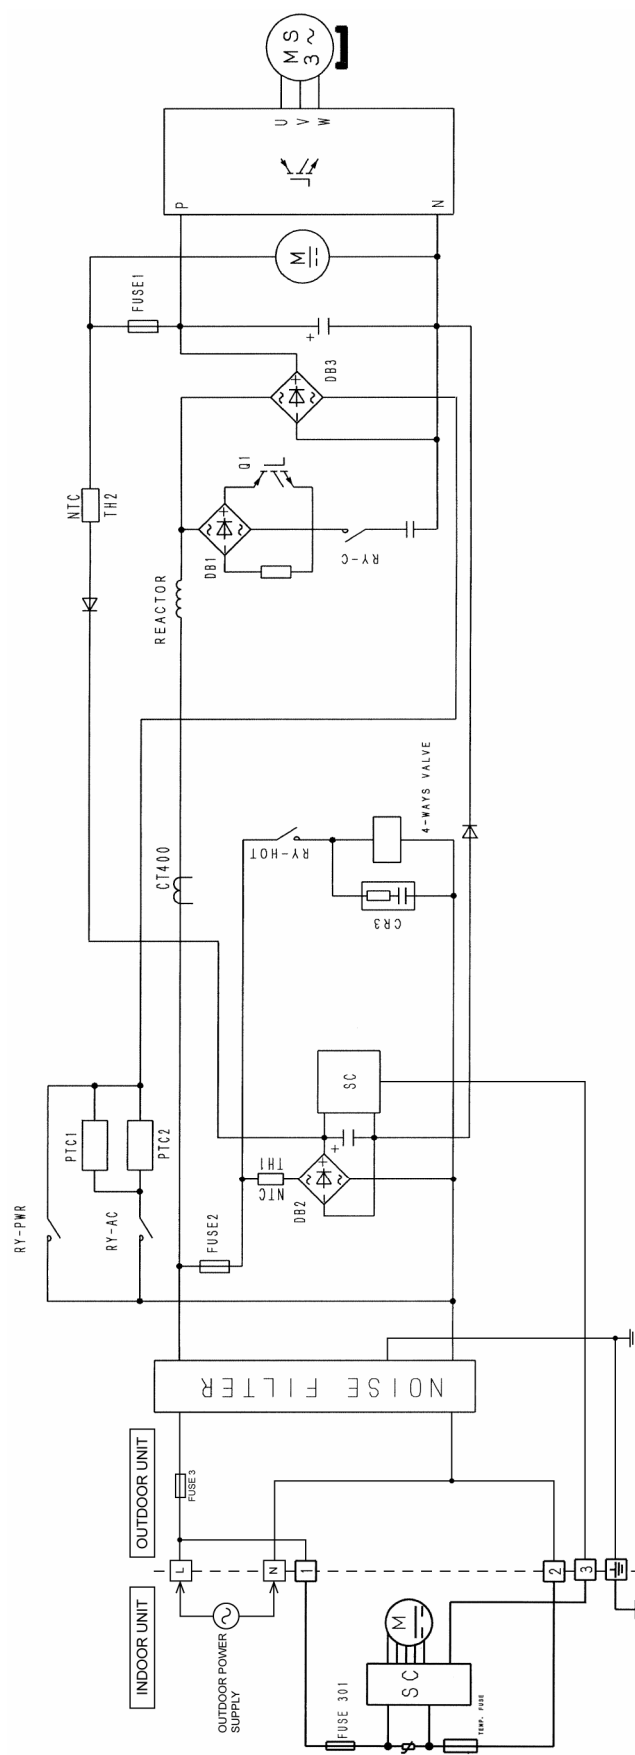 M S
3 ~
U
V
W
P
N
M
FUSE1
+
DB3
NTC
TH2
Q1
DB1
RY-C
REACTOR
4-WAYS VALVE
RY-HOT
CT400
CR3
SC
PTC1
PTC2
+
NTC
TH1
DB2
RY-PWR
RY-AC
FUSE2
NOISE FILTER
OUTDOOR UNIT
FUSE 3
L
N
1
2
3
INDOOR UNIT
OUTDOOR POWER
SUPPLY
M
SC
FUSE 301
TEMP. FUSE